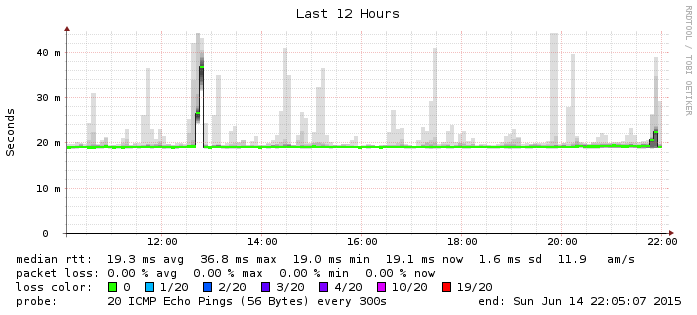 Last 12 Hours
RRDTOOL / TOBI OETIKER
Seconds
40 m
30 m
20 m
10 m
0
12:00 14:00 16:00 18:00 20:00 22:00
median rtt: 19.3 ms avg 36.8 ms max 19.0 ms min 19.1 ms now 1.6 ms sd 11.9 am/s
packet loss: 0.00 % avg 0.00 % max 0.00 % min 0.00 % now
loss color: 0 1/20 2/20 3/20 4/20 10/20 19/20
probe: 20 ICMP Echo Pings (56 Bytes) every 300s end: Sun Jun 14 22:05:07 2015